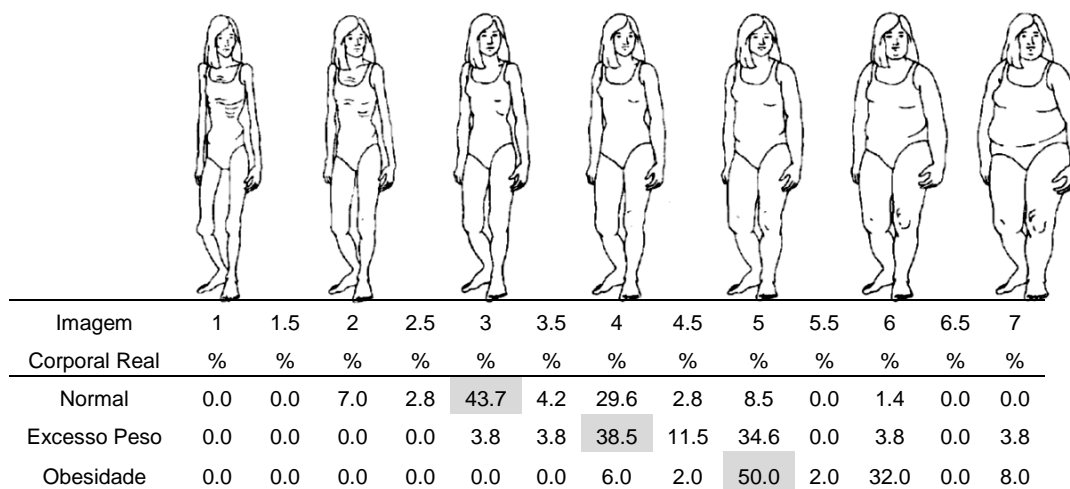 Imagem 1 1.5 2 2.5 3 3.5 4 4.5 5 5.5 6 6.5 7
Corporal Real % % % % % % % % % % % % %
Normal 0.0 0.0 7.0 2.8 43.7 4.2 29.6 2.8 8.5 0.0 1.4 0.0 0.0
Excesso Peso 0.0 0.0 0.0 0.0 3.8 3.8 38.5 11.5 34.6 0.0 3.8 0.0 3.8
Obesidade 0.0 0.0 0.0 0.0 0.0 0.0 6.0 2.0 50.0 2.0 32.0 0.0 8.0